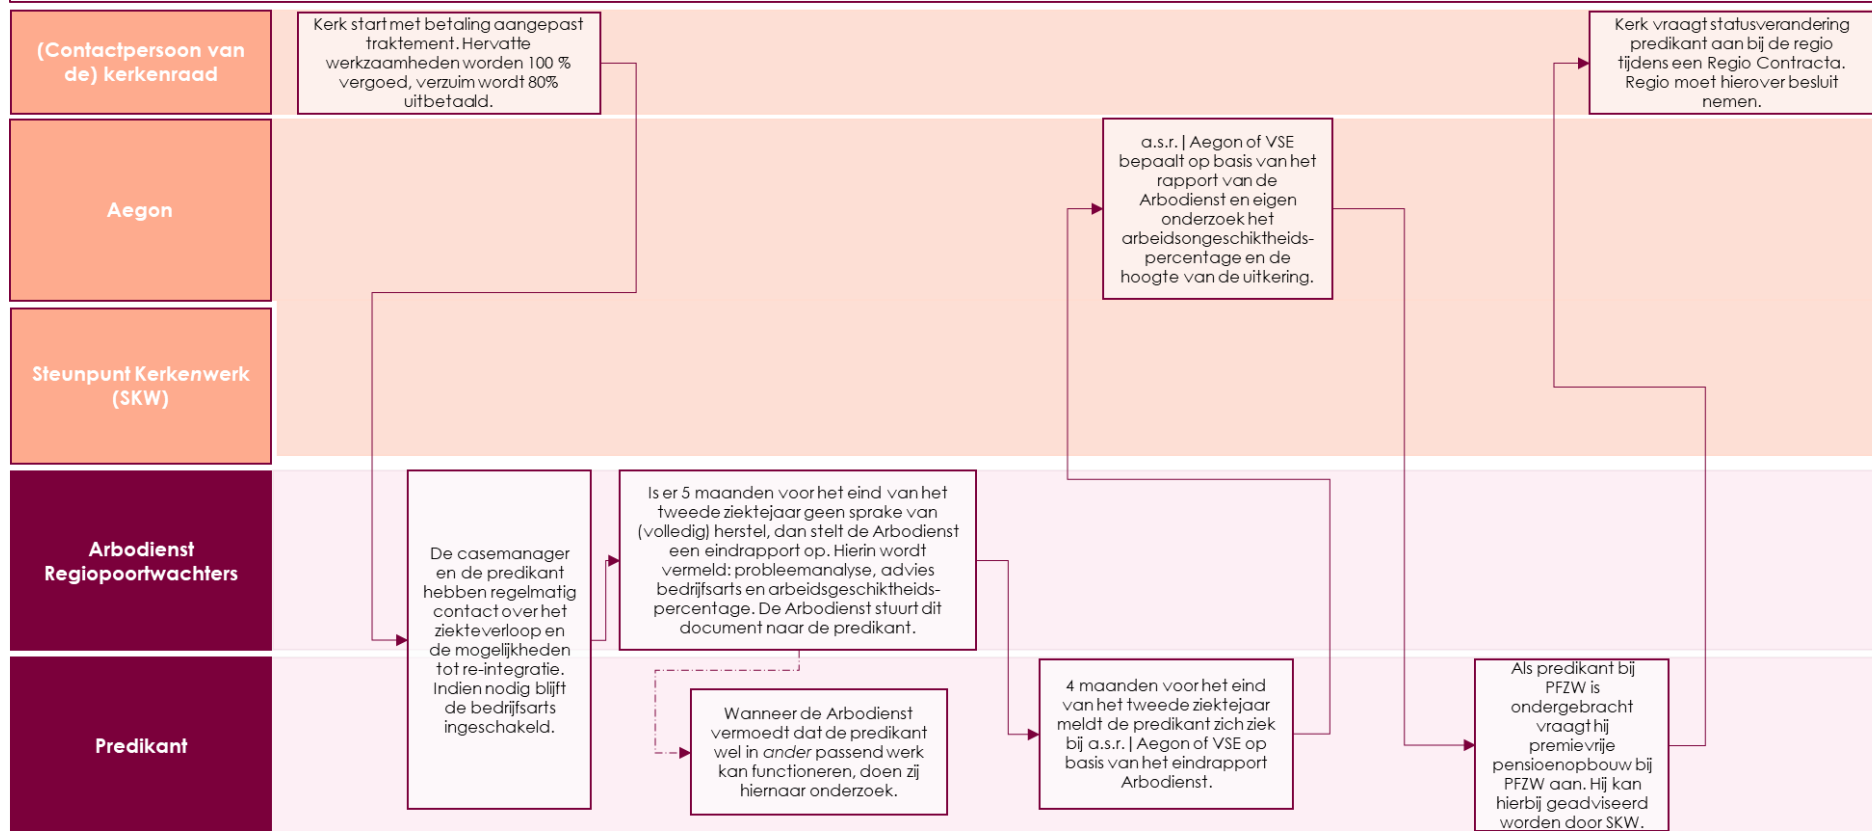 (Contactpersoon van
de) kerkenraad
Kerk start met betaling aangepast
traktement. Hervatte
werkzaamheden worden 100 %
vergoed, verzuim wordt 80%
uitbetaald.
Kerk vraagt statusverandering
predikant aan bij de regio
tijdens een Regio Contracta.
Regio moet hierover besluit
nemen.
Aegon
a.s.r. | Aegon of VSE
bepaalt op basis van het
rapport van de
Arbodienst en eigen
onderzoek het
arbeidsongeschiktheids-
percentage en de
hoogte van de uitkering.
Steunpunt Kerkenwerk
(SKW)
Arbodienst
Regiopoortwachters
De casemanager
en de predikant
hebben regelmatig
contact over het
ziekteverloop en
de mogelijkheden
tot re-integratie.
Indien nodig blijft
de bedrijfsarts
ingeschakeld.
Is er 5 maanden voor het eind van het
tweede ziektejaar geen sprake van
(volledig) herstel, dan stelt de Arbodienst
een eindrapport op. Hierin wordt
vermeld: probleemanalyse, advies
bedrijfsarts en arbeidsgeschiktheids-
percentage. De Arbodienst stuurt dit
document naar de predikant.
Predikant
Wanneer de Arbodienst
vermoedt dat de predikant
wel in ander passend werk
kan functioneren, doen zij
hiernaar onderzoek.
4 maanden voor het eind
van het tweede ziektejaar
meldt de predikant zich ziek
bij a.s.r. | Aegon of VSE op
basis van het eindrapport
Arbodienst.
Als predikant bij
PFZW is
ondergebracht
vraagt hij
premievrije
pensioenopbouw bij
PFZW aan. Hij kan
hierbij geadviseerd
worden door SKW.